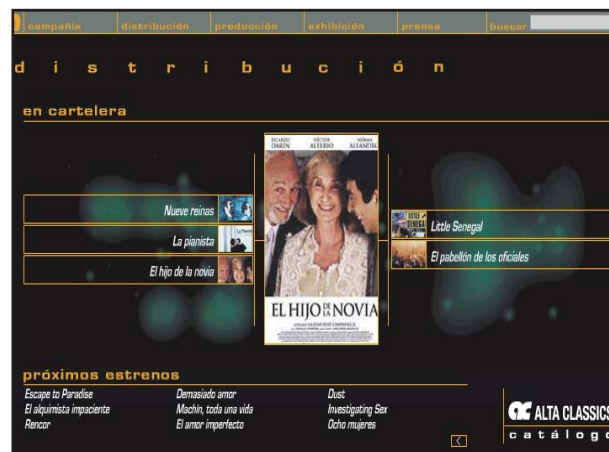 compañía distribución producción exhibición prensa buscar
distribución
en cartelera
RICARDO DARÍN HÉCTOR ALTERIO NORMA ALEANDRO
Nueve reinas
La pianista
El hijo de la novia
EL HIJO DE LA NOVIA
Little Senegal
El pabellón de los oficiales
próximos estrenos
Escape to Paradise Demasiado amor Dust
El alquimista impaciente Machín, toda una vida Investigating Sex
Rencor El amor imperfecto Ocho mujeres
ALTA CLASSICS
catálogo